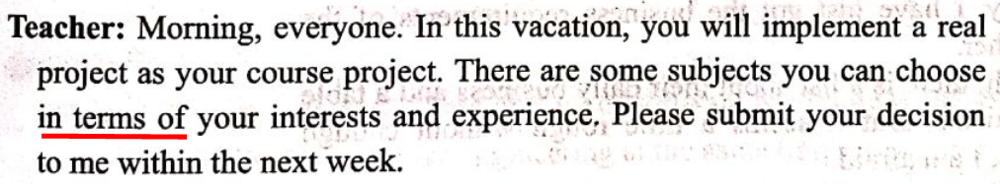 Teacher: Morning, everyone. In this vacation, you will implement a real
project as your course project. There are some subjects you can choose
in terms of your interests and experience. Please submit your decision
to me within the next week.